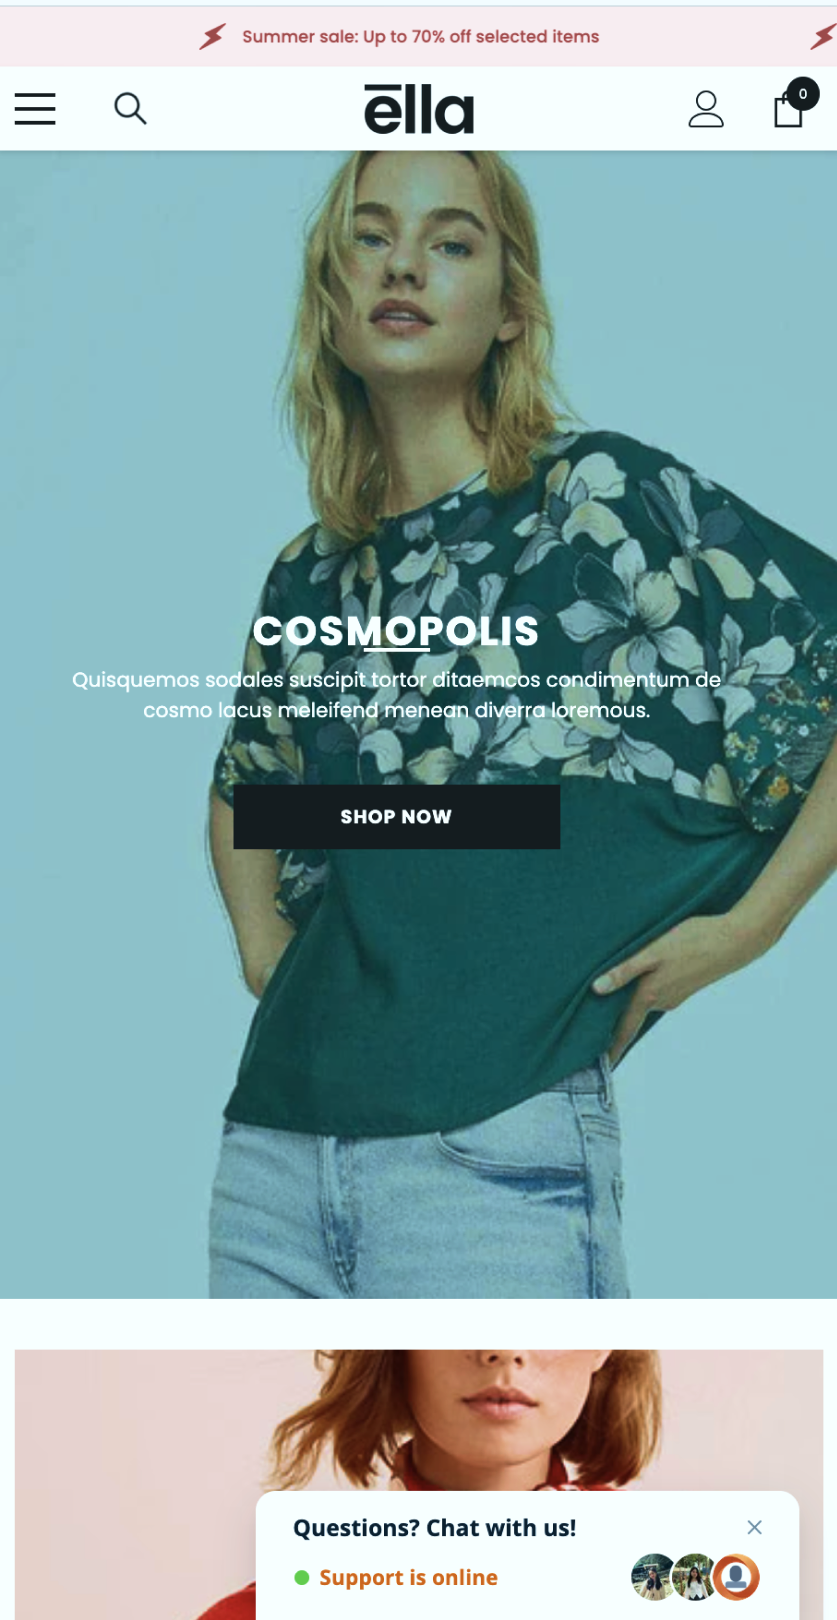 Summer sale: Up to 70% off selected items
ella
0
COSMOPOLIS
Quisquemos sodales suscipit tortor ditaemcos condimentum de
cosmo lacus meleifend menean diverra loremous.
SHOP NOW
Questions? Chat with us!
Support is online